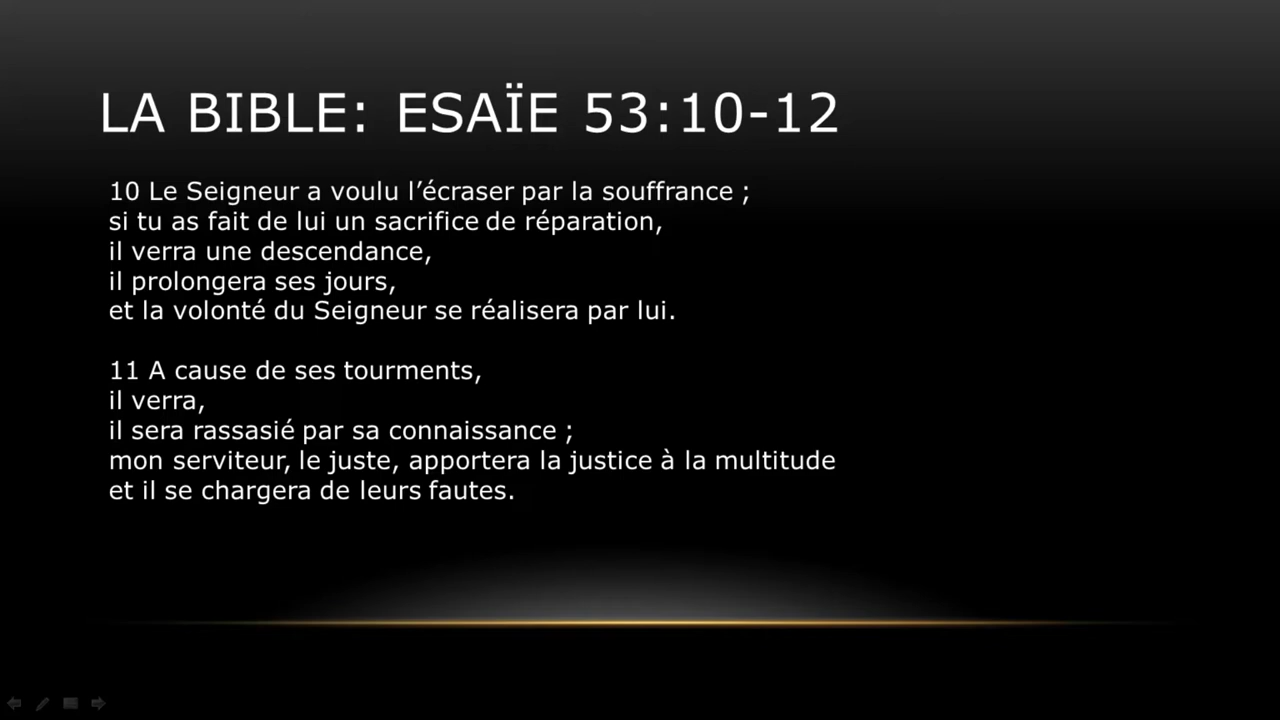 LA BIBLE: ESAÏE 53:10-12
10 Le Seigneur a voulu l’écraser par la souffrance ;
si tu as fait de lui un sacrifice de réparation,
il verra une descendance,
il prolongera ses jours,
et la volonté du Seigneur se réalisera par lui.
11 A cause de ses tourments,
il verra,
il sera rassasié par sa connaissance ;
mon serviteur, le juste, apportera la justice à la multitude
et il se chargera de leurs fautes.